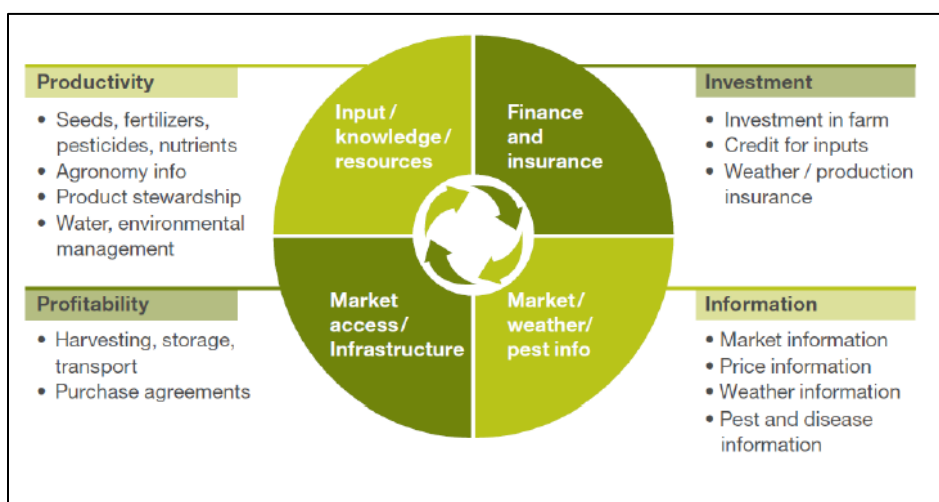 Productivity
• Seeds, fertilizers,
pesticides, nutrients
• Agronomy info
• Product stewardship
• Water, environmental
management
Input /
knowledge/
resources
Finance
and
insurance
Investment
• Investment in farm
• Credit for inputs
• Weather / production
insurance
Profitability
• Harvesting, storage,
transport
• Purchase agreements
Market
access/
Infrastructure
Market/
weather/
pest info
Information
• Market information
• Price information
• Weather information
• Pest and disease
information